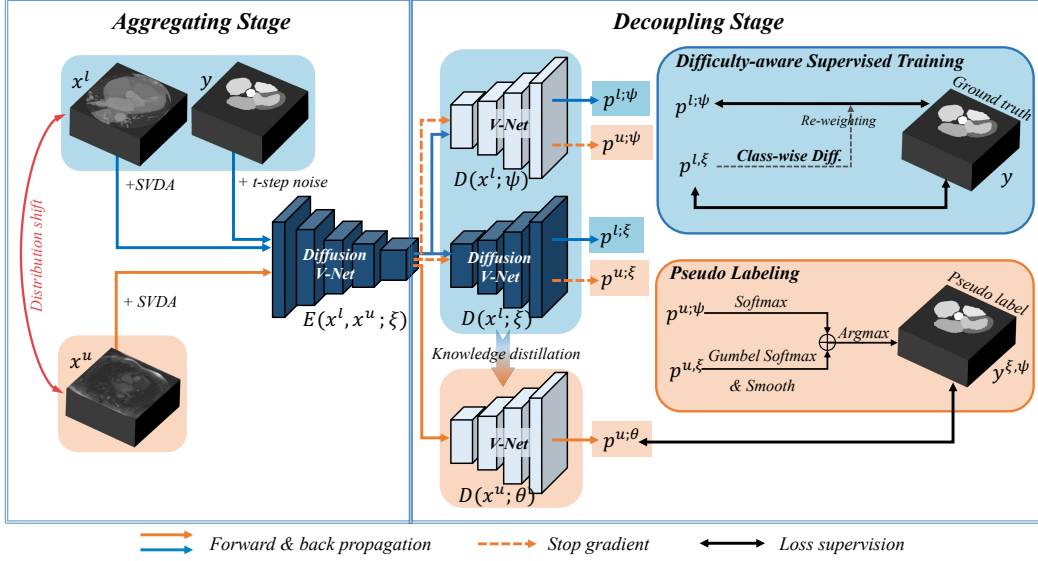 Aggregating Stage
Decoupling Stage
x^l
y
Distribution shift
+SVDA
+ t-step noise
+ SVDA
x^u
Diffusion
V-Net
E(x^l, x^u; ξ)
V-Net
D(x^l; ψ)
p^{l;ψ}
p^{u;ψ}
Diffusion
V-Net
D(x^l; ξ)
p^{l;ξ}
p^{u;ξ}
Knowledge distillation
V-Net
D(x^u; θ)
p^{u;θ}
Difficulty-aware Supervised Training
p^{l;ψ}
Re-weighting
Ground truth
p^{l,ξ}
Class-wise Diff.
y
Pseudo Labeling
p^{u;ψ}
Softmax
Pseudo label
Argmax
p^{u,ξ}
Gumbel Softmax
& Smooth
y^{ξ,ψ}
Forward & back propagation
Stop gradient
Loss supervision